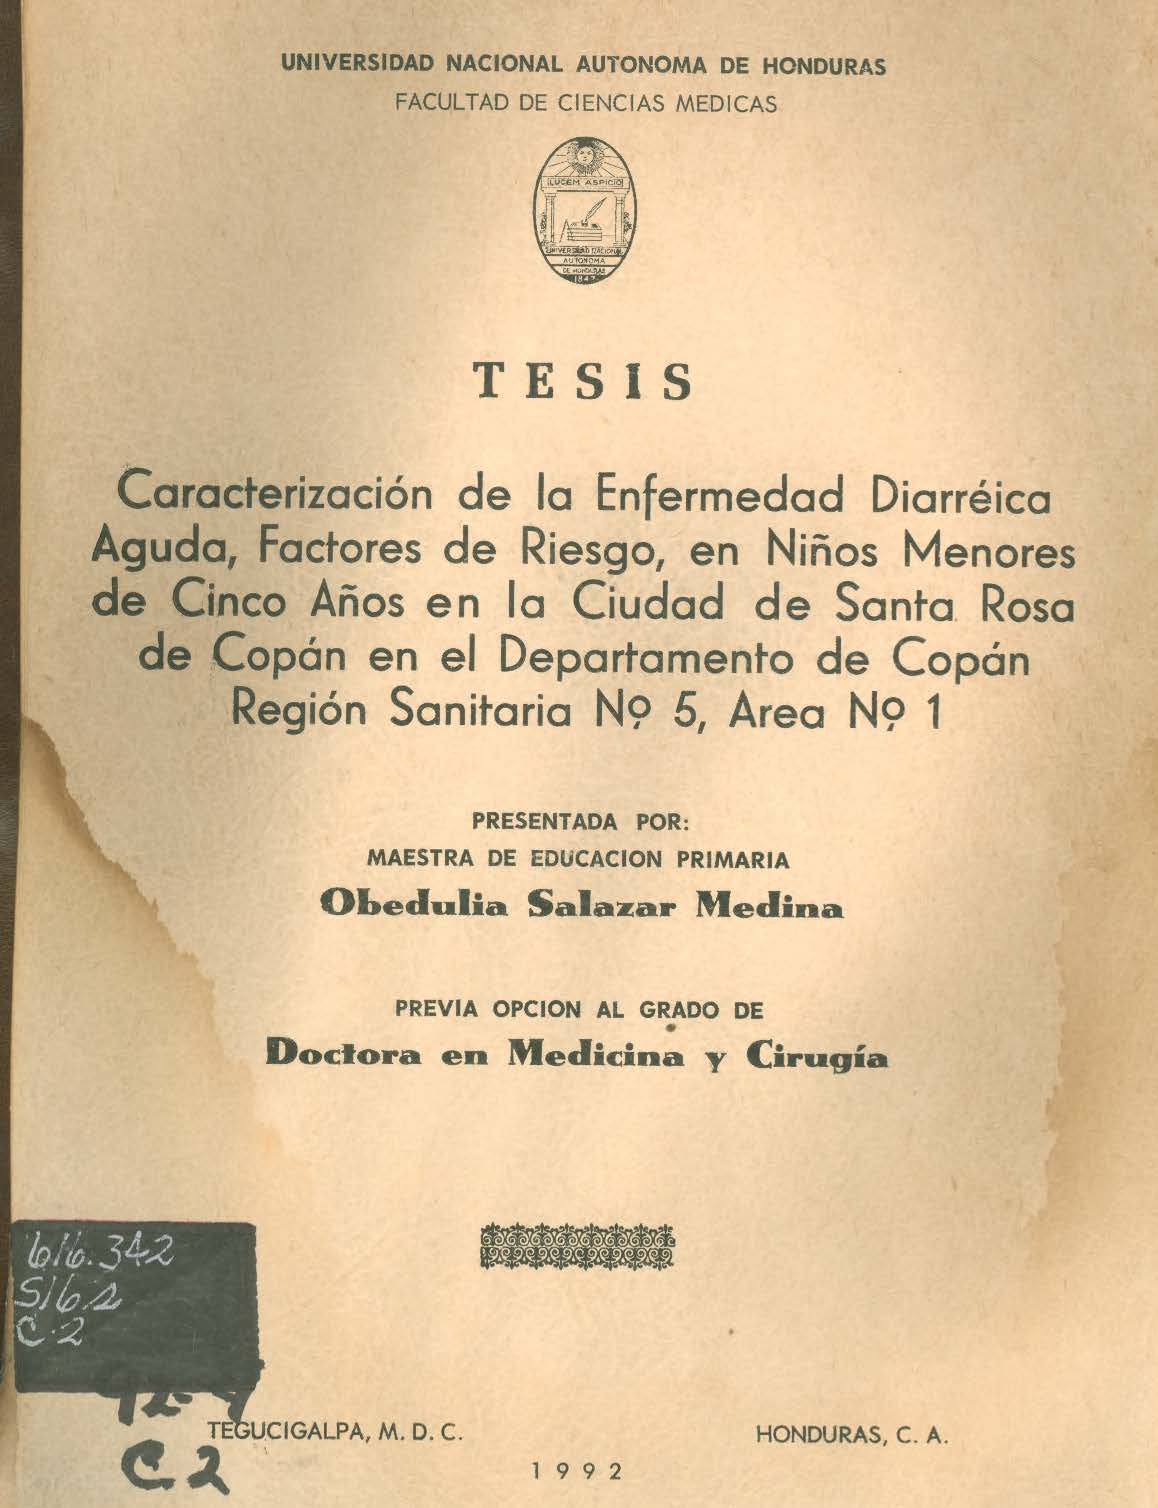 UNIVERSIDAD NACIONAL AUTONOMA DE HONDURAS
FACULTAD DE CIENCIAS MEDICAS
LUCEM ASPICIO
UNIVERSIDAD NACIONAL
AUTONOMA
DE HONDURAS
1847
TESIS
Caracterización de la Enfermedad Diarréica
Aguda, Factores de Riesgo, en Niños Menores
de Cinco Años en la Ciudad de Santa Rosa
de Copán en el Departamento de Copán
Región Sanitaria Nº 5, Area Nº 1
PRESENTADA POR:
MAESTRA DE EDUCACION PRIMARIA
Obedulia Salazar Medina
PREVIA OPCION AL GRADO DE
Doctora en Medicina y Cirugía
616.342
S16.2
C.2
C.2
TEGUCIGALPA, M. D. C. HONDURAS, C. A.
1992